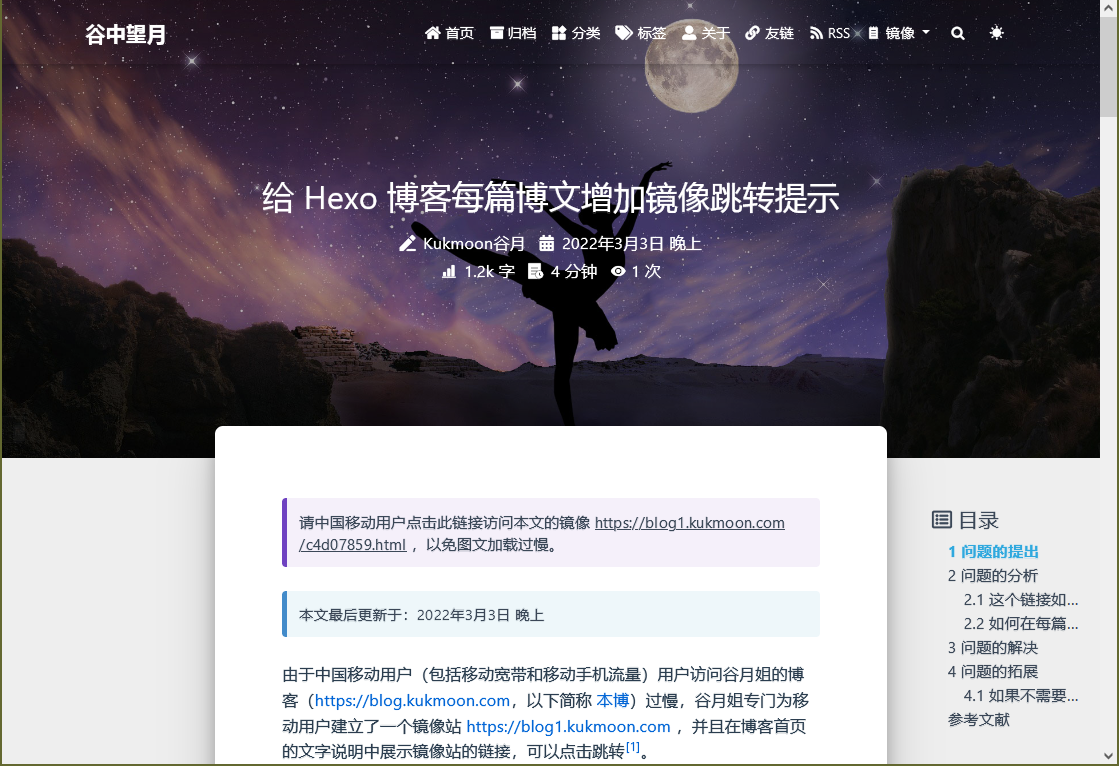 谷中望月
首页 归档 分类 标签 关于 友链 RSS 镜像
给 Hexo 博客每篇博文增加镜像跳转提示
Kukmoon谷月 2022年3月3日 晚上
1.2k 字 4 分钟 1 次
请中国移动用户点击此链接访问本文的镜像 https://blog1.kukmoon.com
/c4d07859.html ，以免图文加载过慢。
本文最后更新于：2022年3月3日 晚上
由于中国移动用户（包括移动宽带和移动手机流量）用户访问谷月姐的博
客（https://blog.kukmoon.com，以下简称 本博）过慢，谷月姐专门为移
动用户建立了一个镜像站 https://blog1.kukmoon.com ，并且在博客首页
的文字说明中展示镜像站的链接，可以点击跳转[1]。
目录
1 问题的提出
2 问题的分析
2.1 这个链接如...
2.2 如何在每篇...
3 问题的解决
4 问题的拓展
4.1 如果不需要...
参考文献